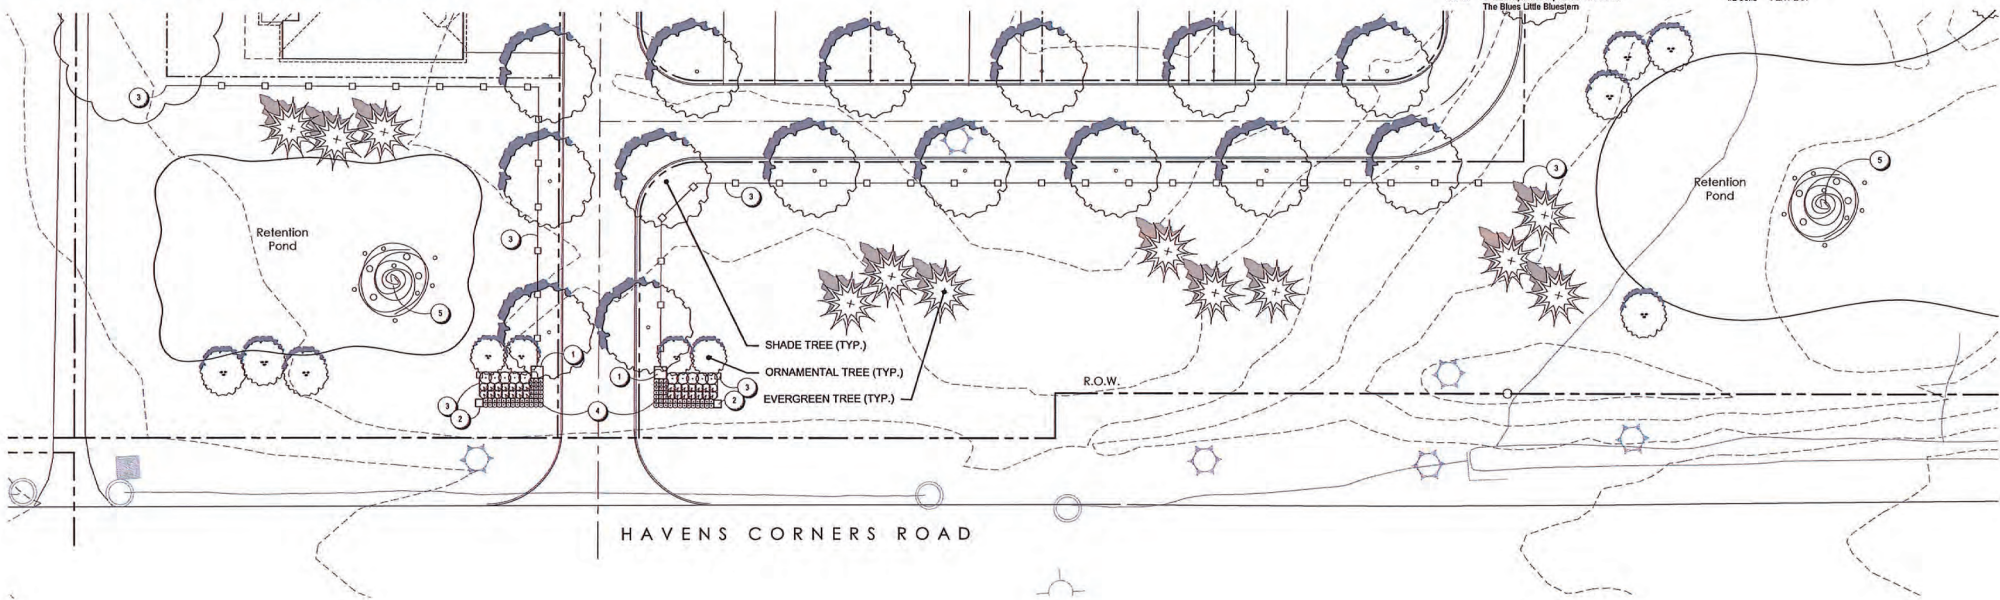 The Blues Little Bluestem
3
5
3
Retention
Pond
3
3
Retention
Pond
5
1
SHADE TREE (TYP.)
1
ORNAMENTAL TREE (TYP.)
3
R.O.W.
3
2
EVERGREEN TREE (TYP.)
4
2
HAVENS CORNERS ROAD